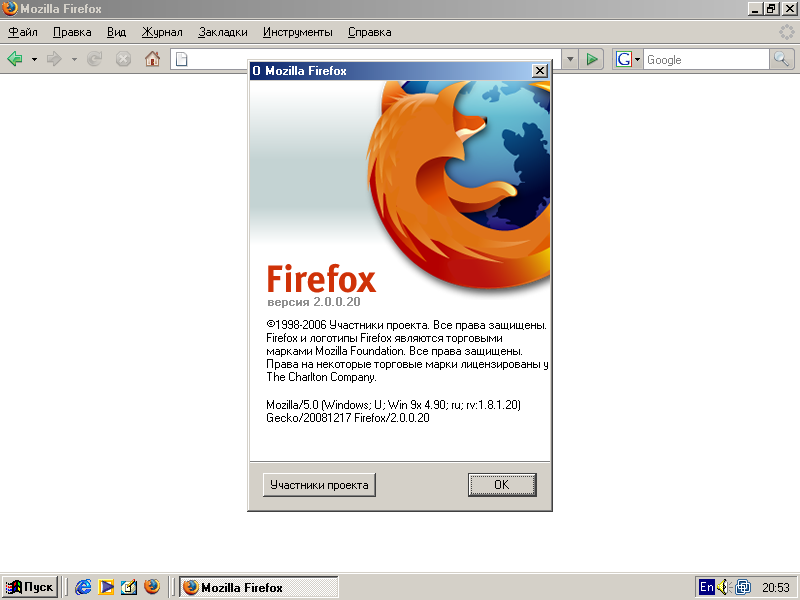 Mozilla Firefox
Файл Правка Вид Журнал Закладки Инструменты Справка
G Google
О Mozilla Firefox
Firefox
версия 2.0.0.20
©1998-2006 Участники проекта. Все права защищены.
Firefox и логотипы Firefox являются торговыми
марками Mozilla Foundation. Все права защищены.
Права на некоторые торговые марки лицензированы у
The Charlton Company.
Mozilla/5.0 (Windows; U; Win 9x 4.90; ru; rv:1.8.1.20)
Gecko/20081217 Firefox/2.0.0.20
Участники проекта OK
Пуск Mozilla Firefox En 20:53